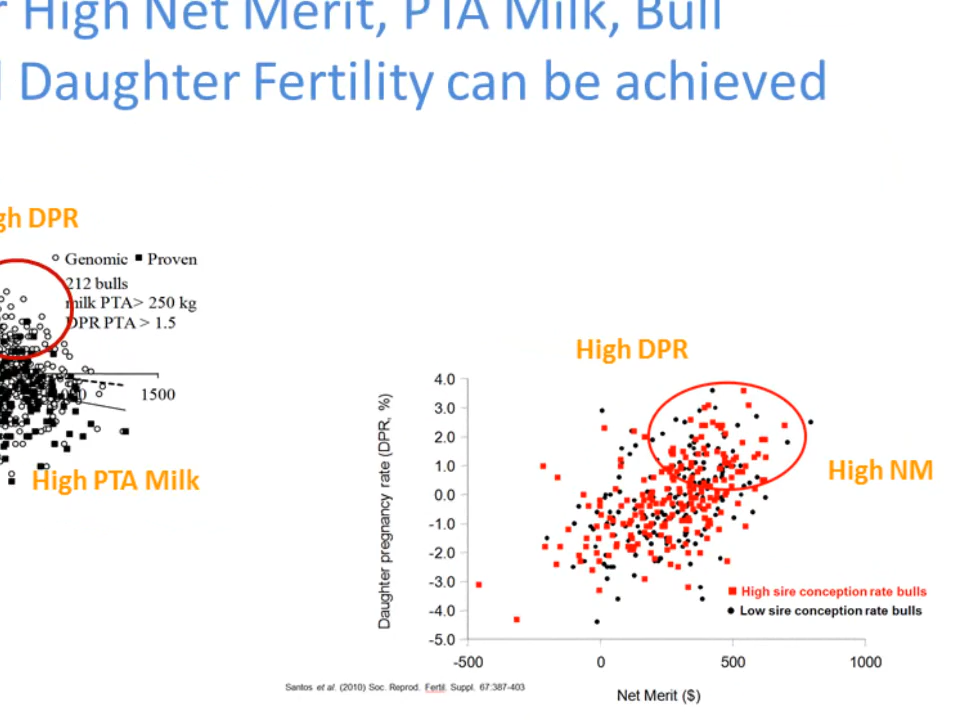 r High Net Merit, PTA Milk, Bull
l Daughter Fertility can be achieved
gh DPR
Genomic Proven
212 bulls
milk PTA> 250 kg
DPR PTA > 1.5
1500
High PTA Milk
High DPR
4.0
3.0
2.0
1.0
0.0
-1.0
-2.0
-3.0
-4.0
-5.0
Daughter pregnancy rate (DPR, %)
High NM
High sire conception rate bulls
Low sire conception rate bulls
-500 0 500 1000
Net Merit ($)
Santos et al. (2010) Soc. Reprod. Fertil. Suppl. 67:387-403